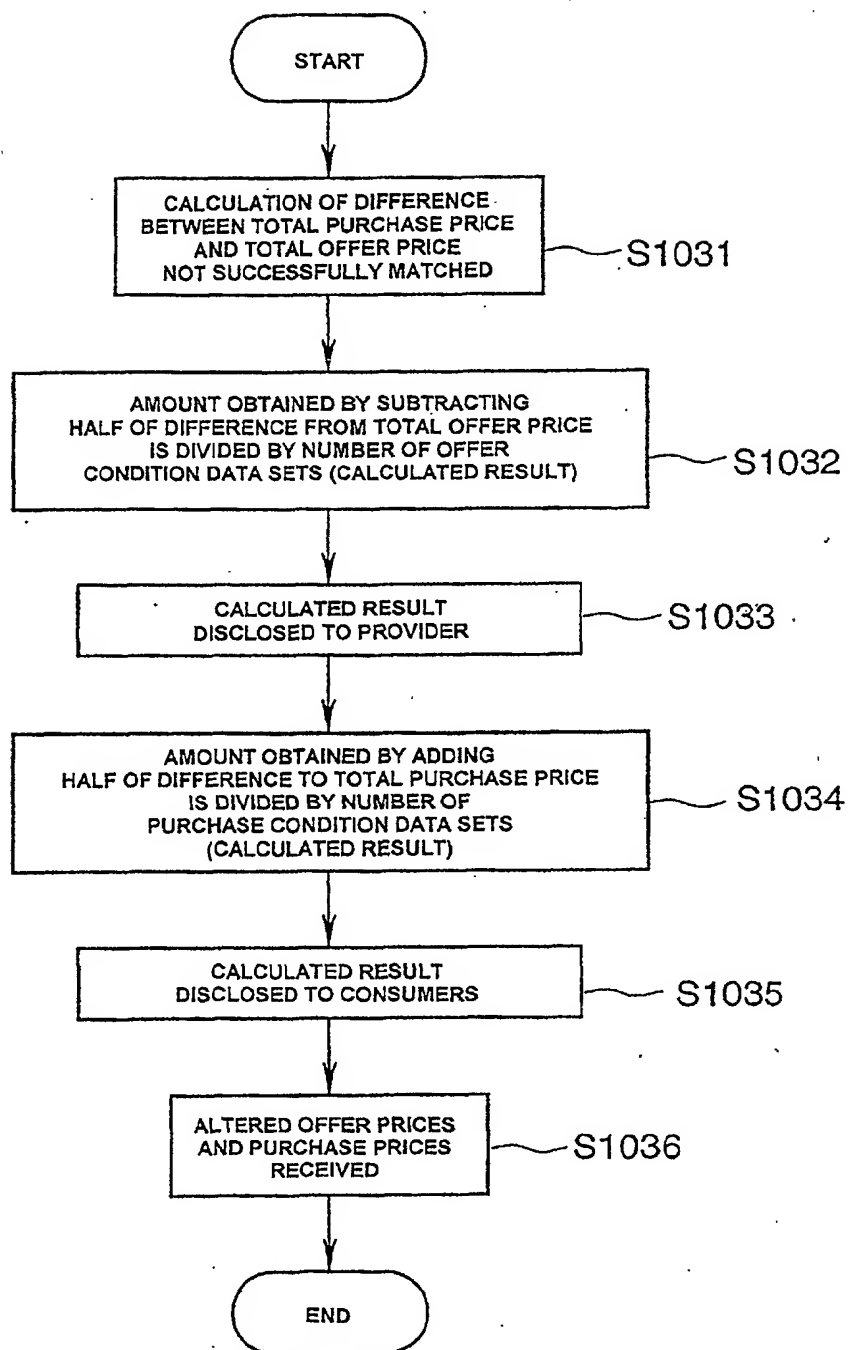 START
CALCULATION OF DIFFERENCE
BETWEEN TOTAL PURCHASE PRICE
AND TOTAL OFFER PRICE
NOT SUCCESSFULLY MATCHED
S1031
AMOUNT OBTAINED BY SUBTRACTING
HALF OF DIFFERENCE FROM TOTAL OFFER PRICE
IS DIVIDED BY NUMBER OF OFFER
CONDITION DATA SETS (CALCULATED RESULT)
S1032
CALCULATED RESULT
DISCLOSED TO PROVIDER
S1033
AMOUNT OBTAINED BY ADDING
HALF OF DIFFERENCE TO TOTAL PURCHASE PRICE
IS DIVIDED BY NUMBER OF
PURCHASE CONDITION DATA SETS
(CALCULATED RESULT)
S1034
CALCULATED RESULT
DISCLOSED TO CONSUMERS
S1035
ALTERED OFFER PRICES
AND PURCHASE PRICES
RECEIVED
S1036
END